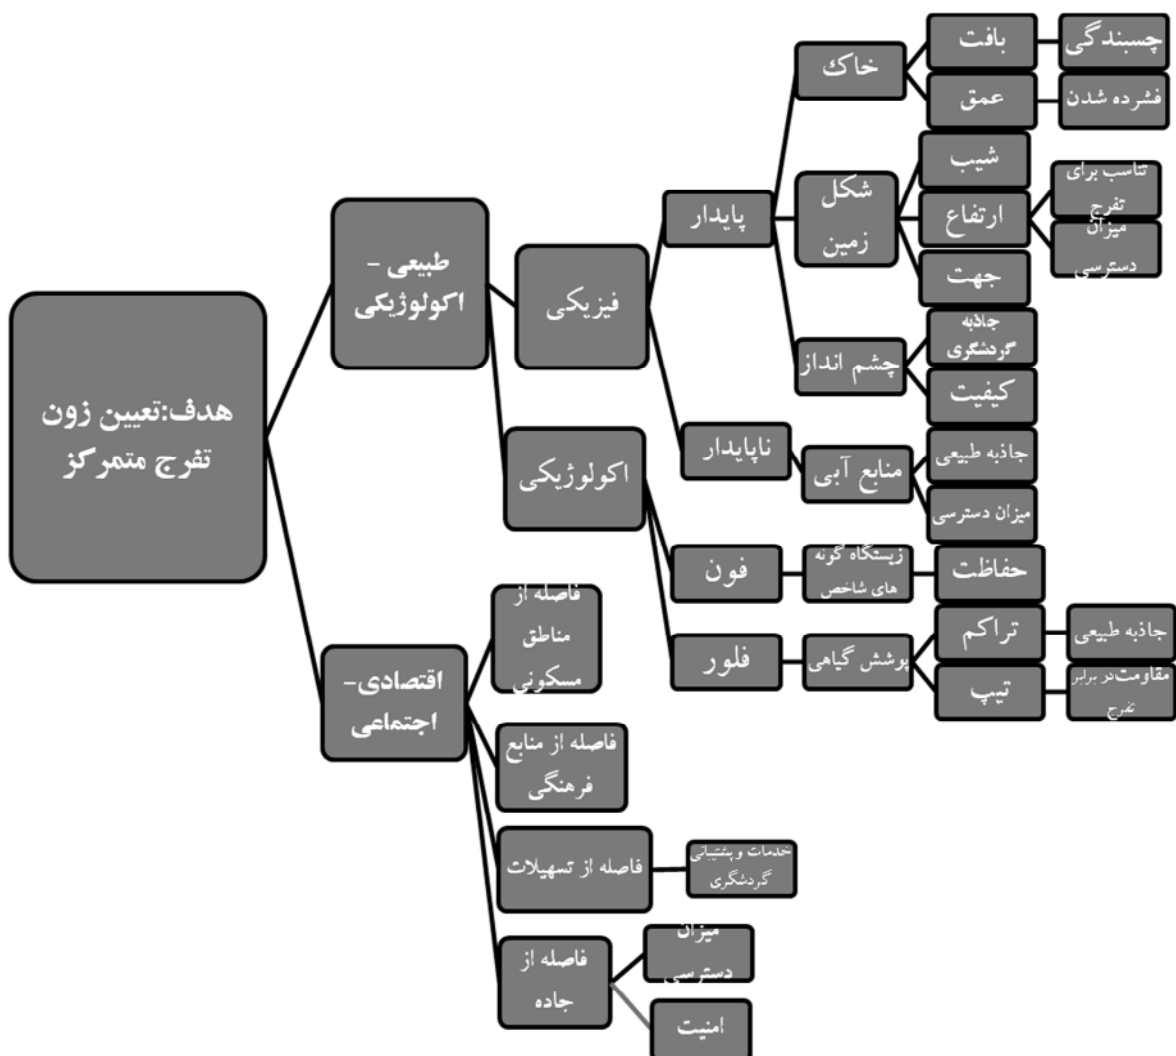 هدف:تعیین زون
تفرج متمرکز
طبیعی –
اکولوژیکی
فیزیکی
پایدار
خاک
بافت
چسبندگی
عمق
فشرده شدن
شکل
زمین
شیب
ارتفاع
تناسب برای
تفرج
میزان
دسترسی
جهت
چشم انداز
جاذبه
گردشگری
کیفیت
ناپایدار
منابع آبی
جاذبه طبیعی
میزان دسترسی
اکولوژیکی
فون
زیستگاه گونه
های شاخص
حفاظت
فلور
پوشش گیاهی
تراکم
جاذبه طبیعی
تیپ
مقاومت در برابر
تفرج
اقتصادی-
اجتماعی
فاصله از
مناطق
مسکونی
فاصله از منابع
فرهنگی
فاصله از تسهیلات
خدمات و پشتیبانی
گردشگری
فاصله از
جاده
میزان
دسترسی
امنیت